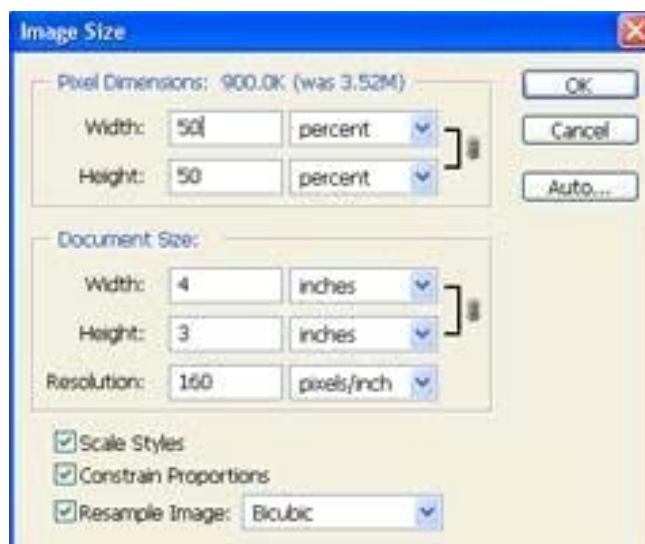 Image Size
Pixel Dimensions: 900.0K (was 3.52M)
OK
Width: 50 percent
Cancel
Height: 50 percent
Auto...
Document Size:
Width: 4 inches
Height: 3 inches
Resolution: 160 pixels/inch
Scale Styles
Constrain Proportions
Resample Image: Bicubic